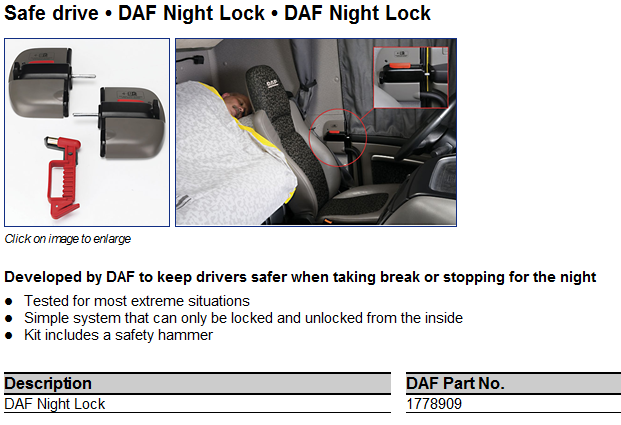 Safe drive • DAF Night Lock • DAF Night Lock
DAF
Click on image to enlarge
Developed by DAF to keep drivers safer when taking break or stopping for the night
● Tested for most extreme situations
● Simple system that can only be locked and unlocked from the inside
● Kit includes a safety hammer
Description DAF Part No.
DAF Night Lock 1778909